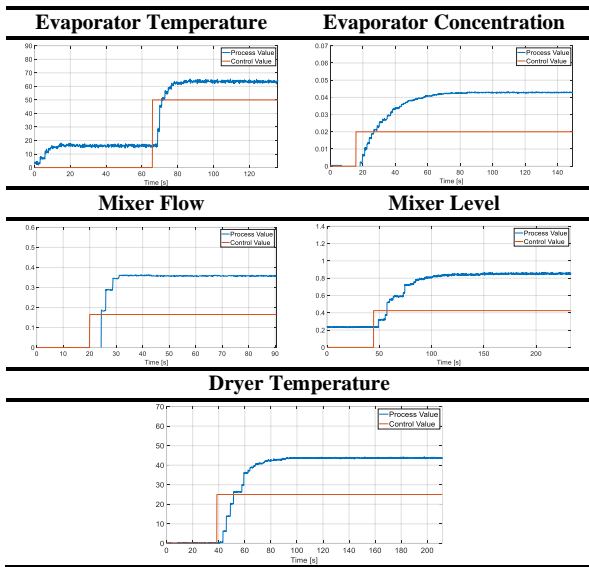 Evaporator Temperature
Evaporator Concentration
90
80
70
60
50
40
30
20
10
0
0 20 40 60 80 100 120
Time [s]
Process Value
Control Value
0.07
0.06
0.05
0.04
0.03
0.02
0.01
0
0 20 40 60 80 100 120 140
Time [s]
Process Value
Control Value
Mixer Flow
Mixer Level
0.6
0.5
0.4
0.3
0.2
0.1
0
0 10 20 30 40 50 60 70 80 90
Time [s]
Process Value
Control Value
1.4
1.2
1
0.8
0.6
0.4
0.2
0
0 50 100 150 200
Time [s]
Process Value
Control Value
Dryer Temperature
70
60
50
40
30
20
10
0
0 20 40 60 80 100 120 140 160 180 200
Time [s]
Process Value
Control Value